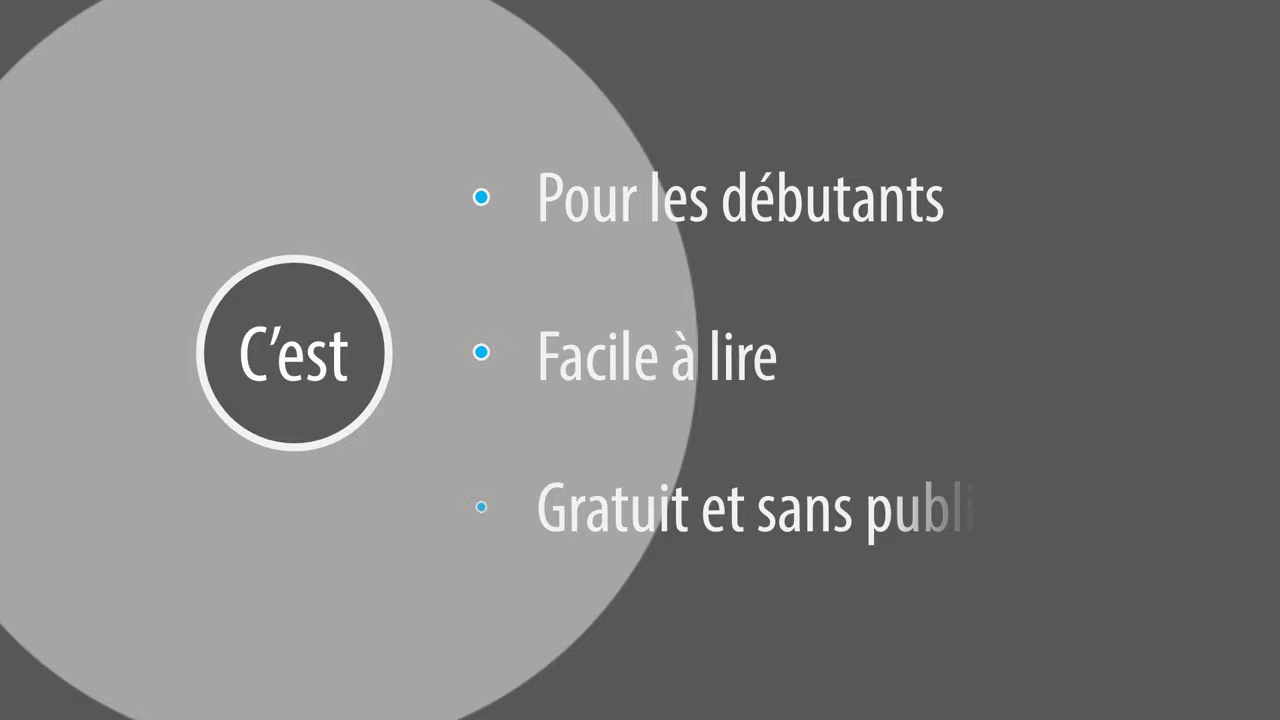 C’est
Pour les débutants
Facile à lire
Gratuit et sans publi